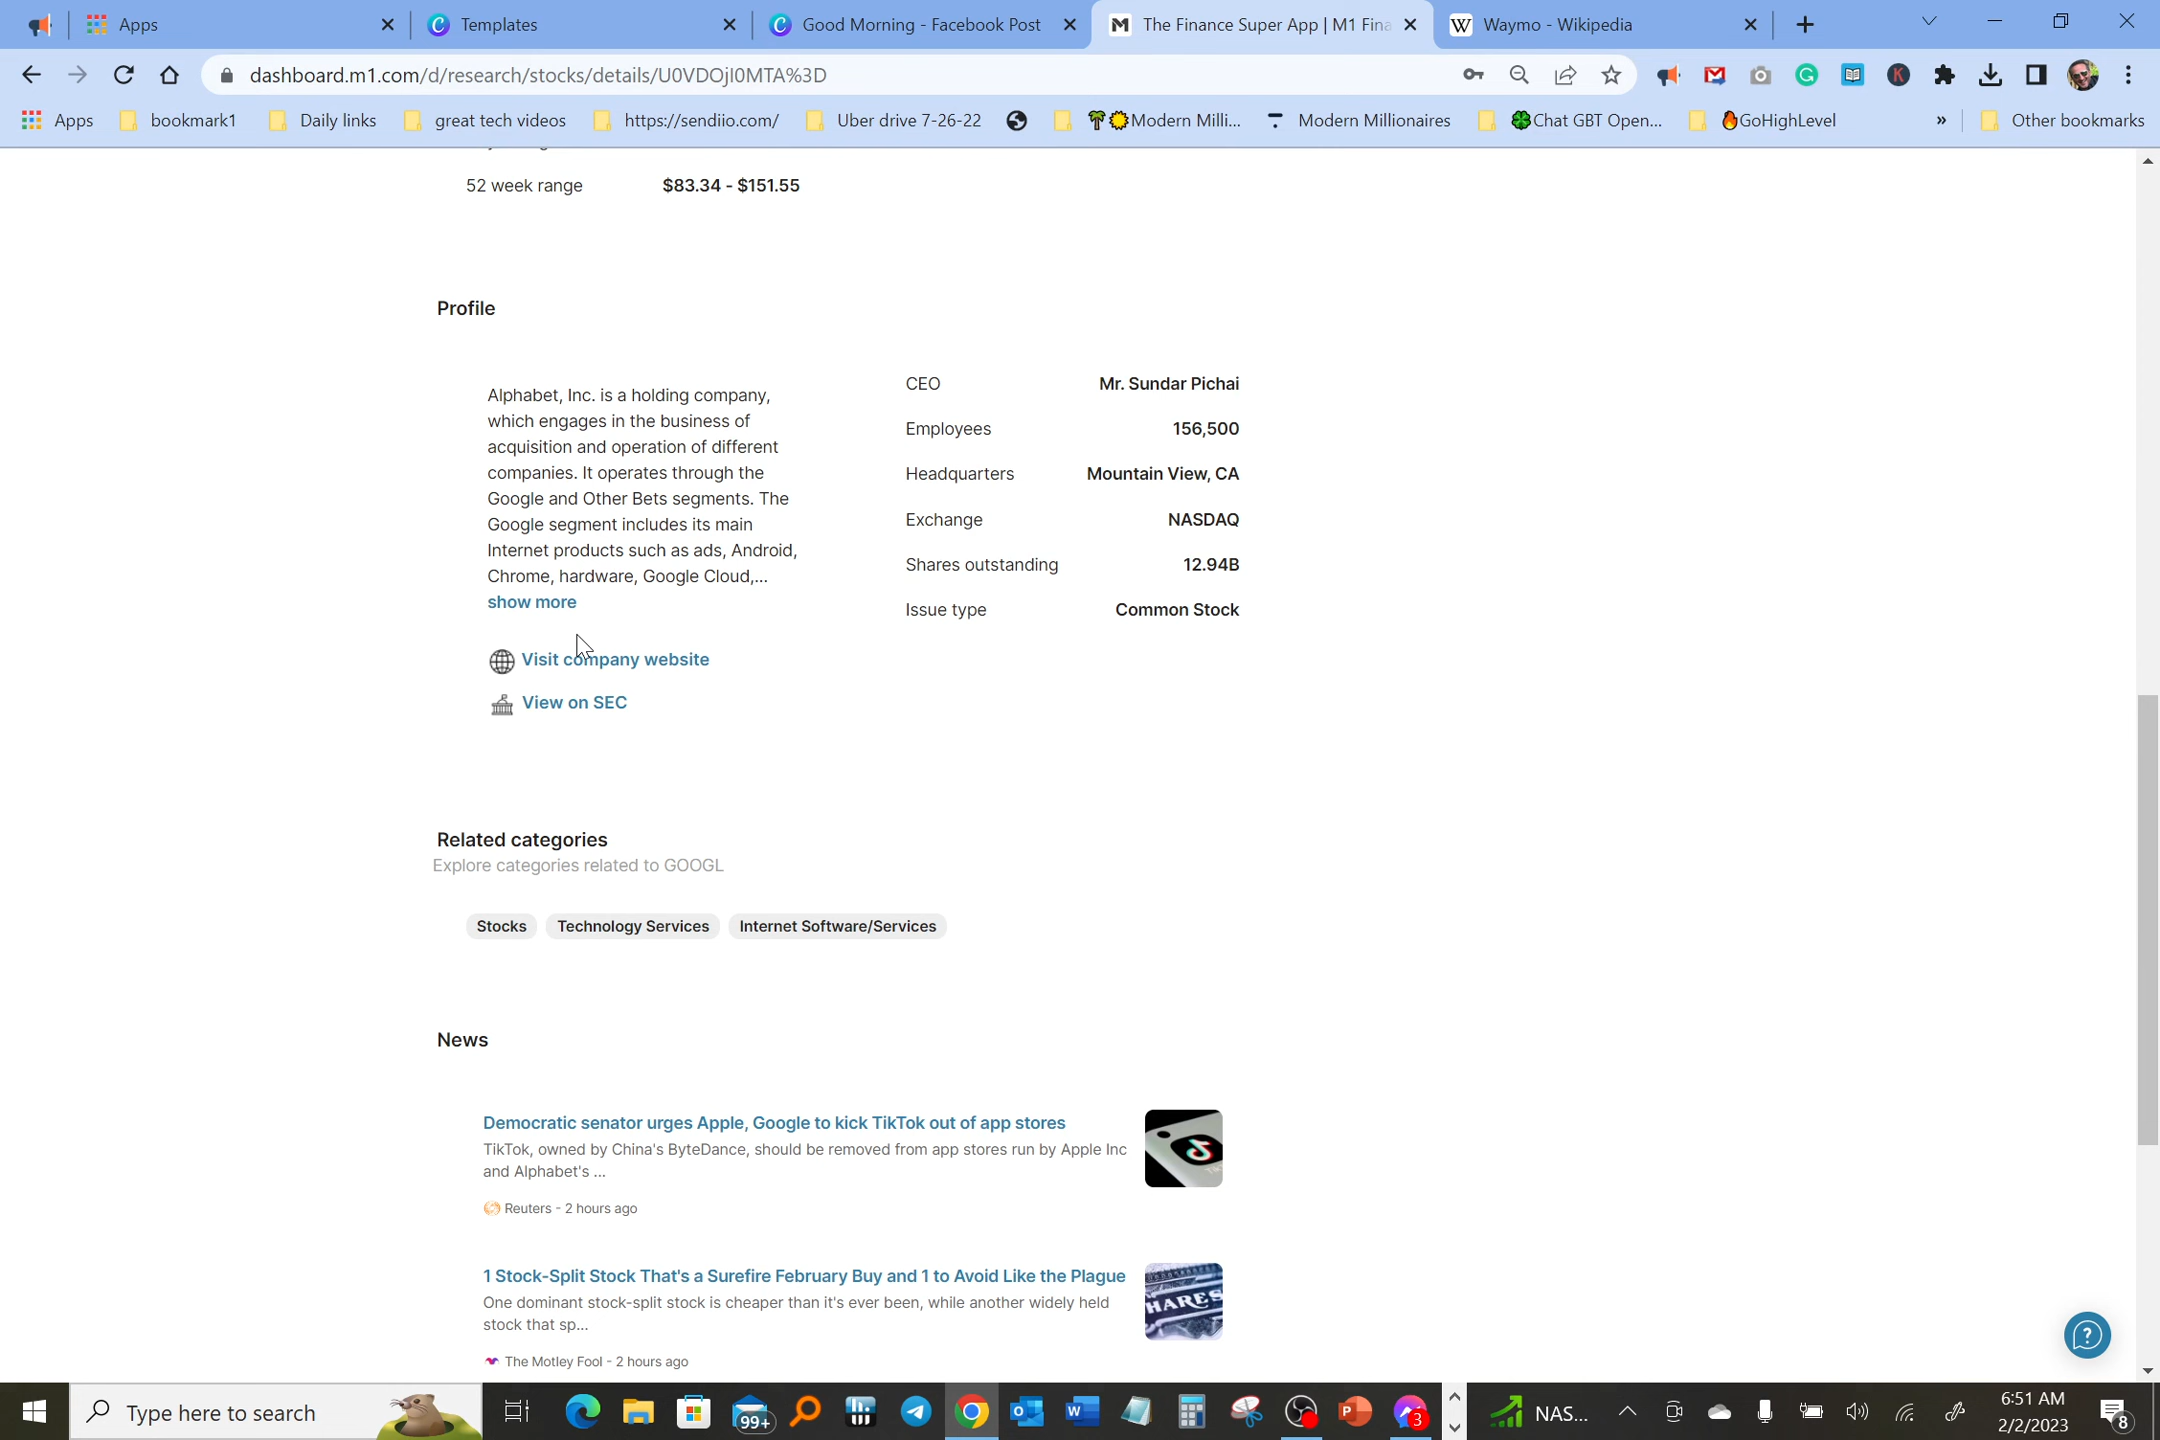 Apps
Templates
Good Morning - Facebook Post
The Finance Super App | M1 Fina
Waymo - Wikipedia
dashboard.m1.com/d/research/stocks/details/U0VDOjI0MTA%3D
Apps
bookmark1
Daily links
great tech videos
https://sendiio.com/
Uber drive 7-26-22
Modern Milli...
Modern Millionaires
Chat GBT Open...
GoHighLevel
»
Other bookmarks
52 week range $83.34 - $151.55
Profile
Alphabet, Inc. is a holding company,
which engages in the business of
acquisition and operation of different
companies. It operates through the
Google and Other Bets segments. The
Google segment includes its main
Internet products such as ads, Android,
Chrome, hardware, Google Cloud,...
show more
Visit company website
View on SEC
CEO Mr. Sundar Pichai
Employees 156,500
Headquarters Mountain View, CA
Exchange NASDAQ
Shares outstanding 12.94B
Issue type Common Stock
Related categories
Explore categories related to GOOGL
Stocks
Technology Services
Internet Software/Services
News
Democratic senator urges Apple, Google to kick TikTok out of app stores
TikTok, owned by China's ByteDance, should be removed from app stores run by Apple Inc
and Alphabet's ...
Reuters - 2 hours ago
1 Stock-Split Stock That's a Surefire February Buy and 1 to Avoid Like the Plague
One dominant stock-split stock is cheaper than it's ever been, while another widely held
stock that sp...
HARES
The Motley Fool - 2 hours ago
Type here to search
99+
3
NAS...
6:51 AM
2/2/2023
8